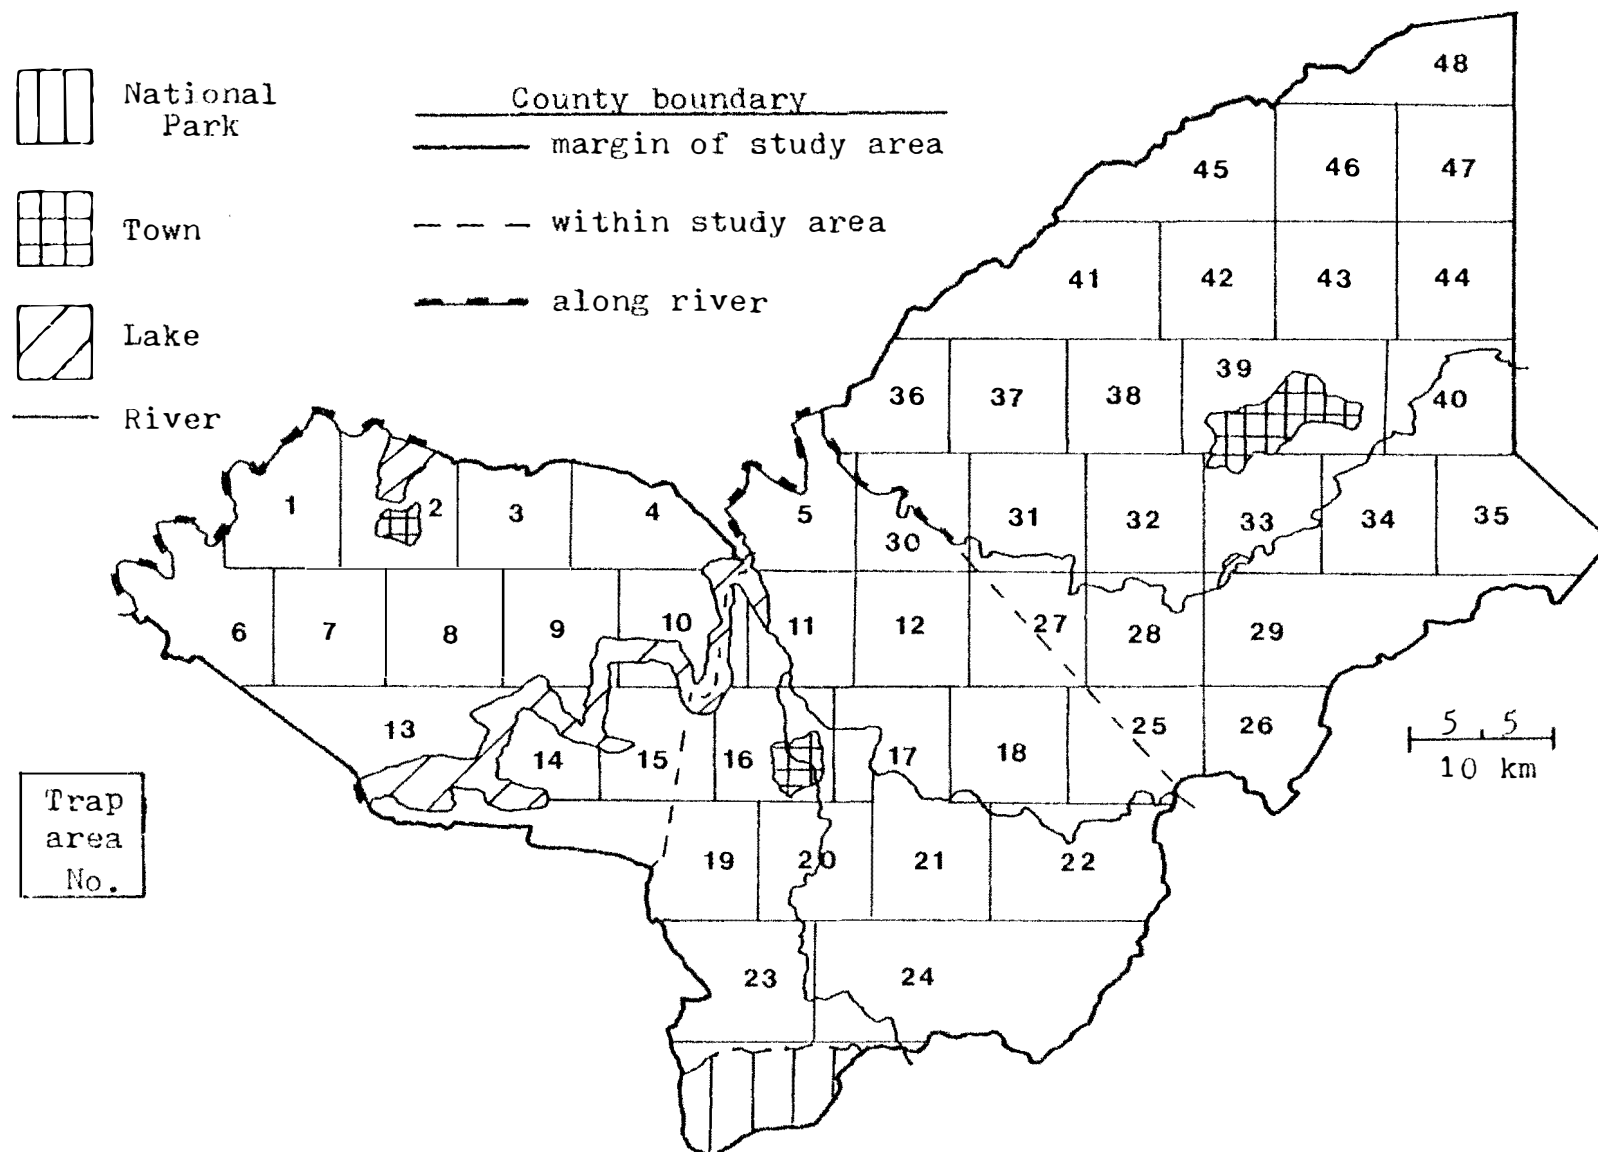 National
Park
Town
Lake
River
County boundary
margin of study area
within study area
along river
Trap
area
No.
48
45 46 47
41 42 43 44
36 37 38 39 40
1 2 3 4 5 30 31 32 33 34 35
6 7 8 9 10 11 12 27 28 29
13 14 15 16 17 18 25 26
5 5
10 km
19 20 21 22
23 24